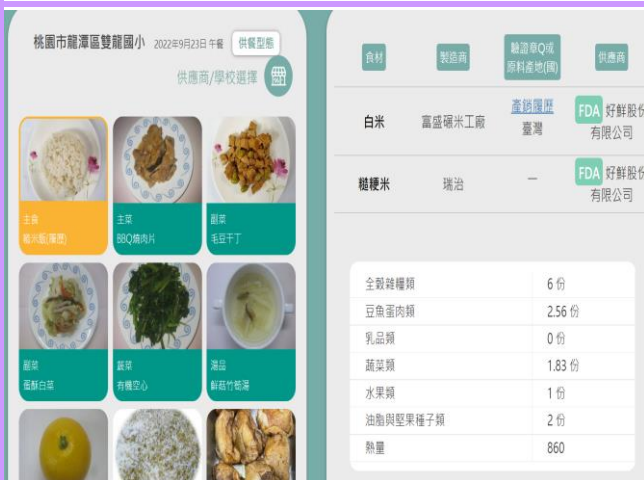 桃園市龍潭區雙龍國小 2022年9月23日 午餐 供餐型態
供應商/學校選擇
主食
糙米飯(履歷)
主菜
BBQ燒肉片
副菜
毛豆干丁
副菜
蛋酥白菜
蔬菜
有機空心
湯品
鮮菇竹筍湯
食材 製造商 驗證章Q或原料產地(國) 供應商
白米 富盛碾米工廠 產銷履歷 臺灣 FDA 好鮮股份有限公司
糙粳米 瑞治 — FDA 好鮮股份有限公司
全穀雜糧類 6 份
豆魚蛋肉類 2.56 份
乳品類 0 份
蔬菜類 1.83 份
水果類 1 份
油脂與堅果種子類 2 份
熱量 860